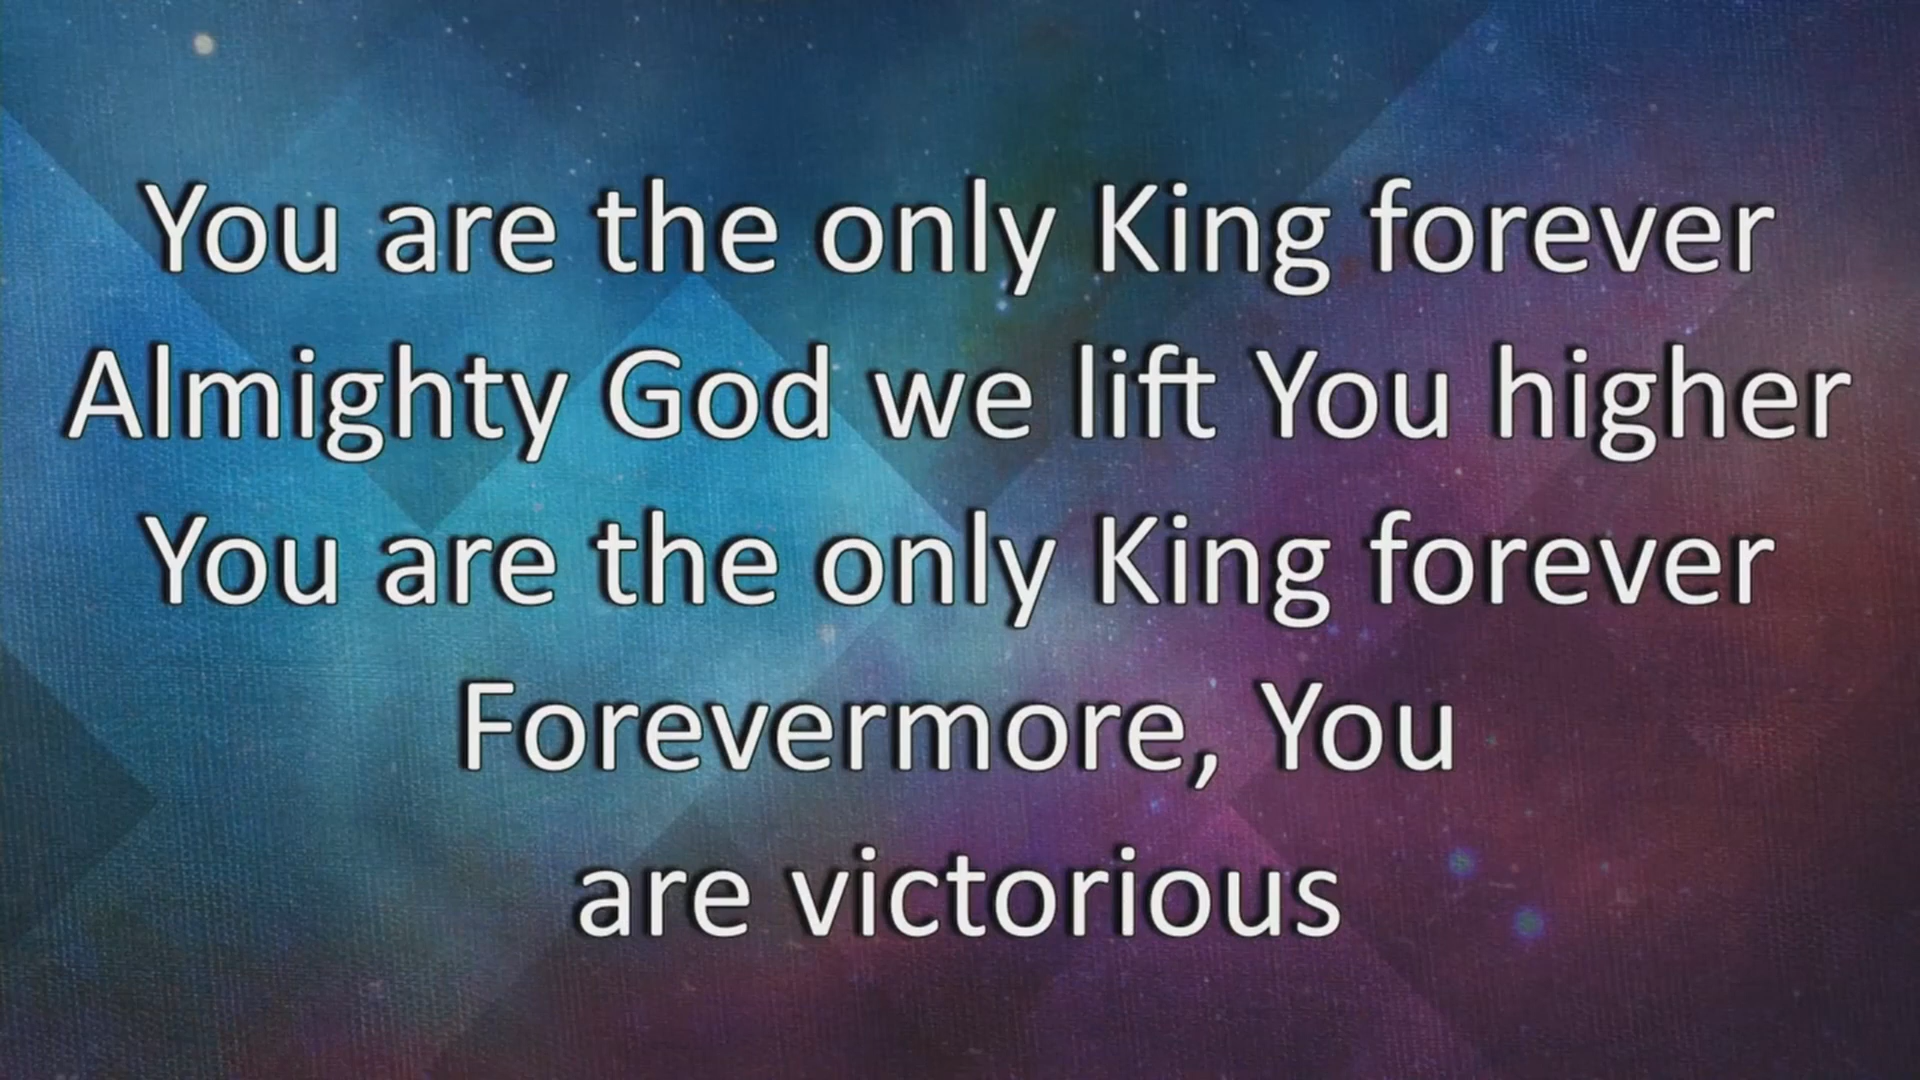 You are the only King forever
Almighty God we lift You higher
You are the only King forever
Forevermore, You
are victorious